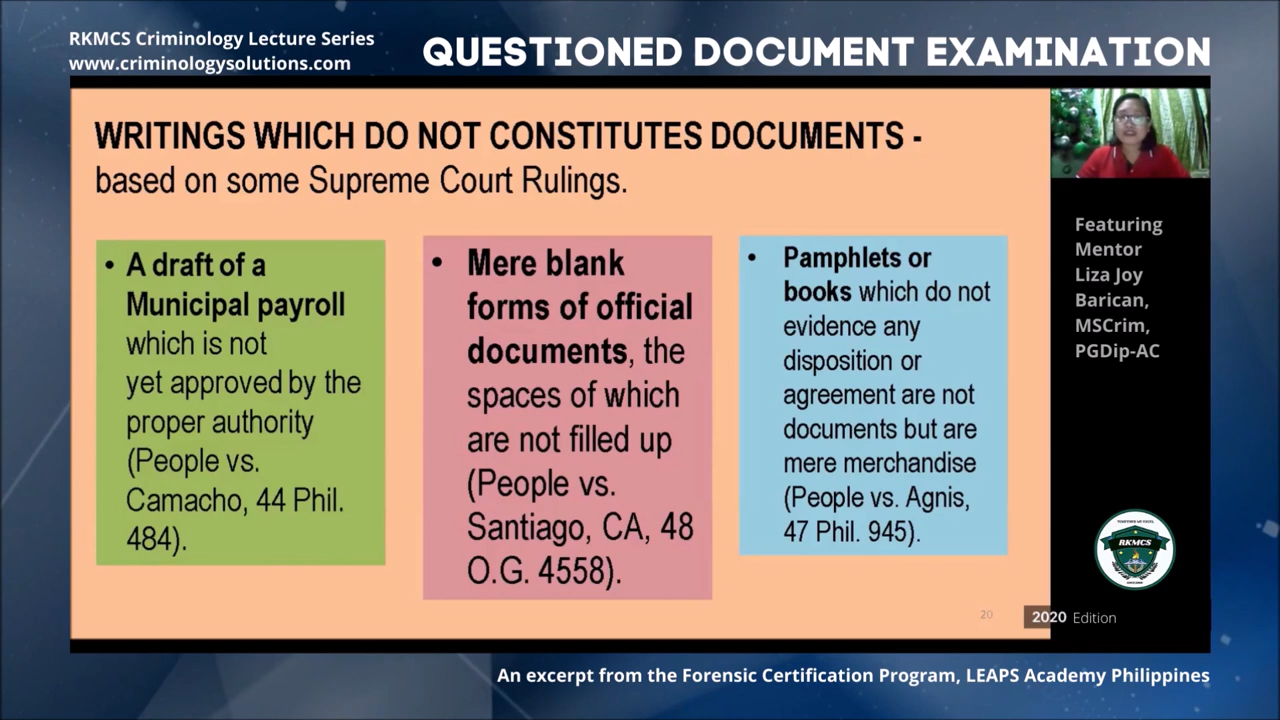 RKMCS Criminology Lecture Series
www.criminologysolutions.com
QUESTIONED DOCUMENT EXAMINATION
WRITINGS WHICH DO NOT CONSTITUTES DOCUMENTS -
based on some Supreme Court Rulings.
• A draft of a
Municipal payroll
which is not
yet approved by the
proper authority
(People vs.
Camacho, 44 Phil.
484).
• Mere blank
forms of official
documents, the
spaces of which
are not filled up
(People vs.
Santiago, CA, 48
O.G. 4558).
• Pamphlets or
books which do not
evidence any
disposition or
agreement are not
documents but are
mere merchandise
(People vs. Agnis,
47 Phil. 945).
Featuring
Mentor
Liza Joy
Barican,
MSCrim,
PGDip-AC
RKMCS
20
2020 Edition
An excerpt from the Forensic Certification Program, LEAPS Academy Philippines